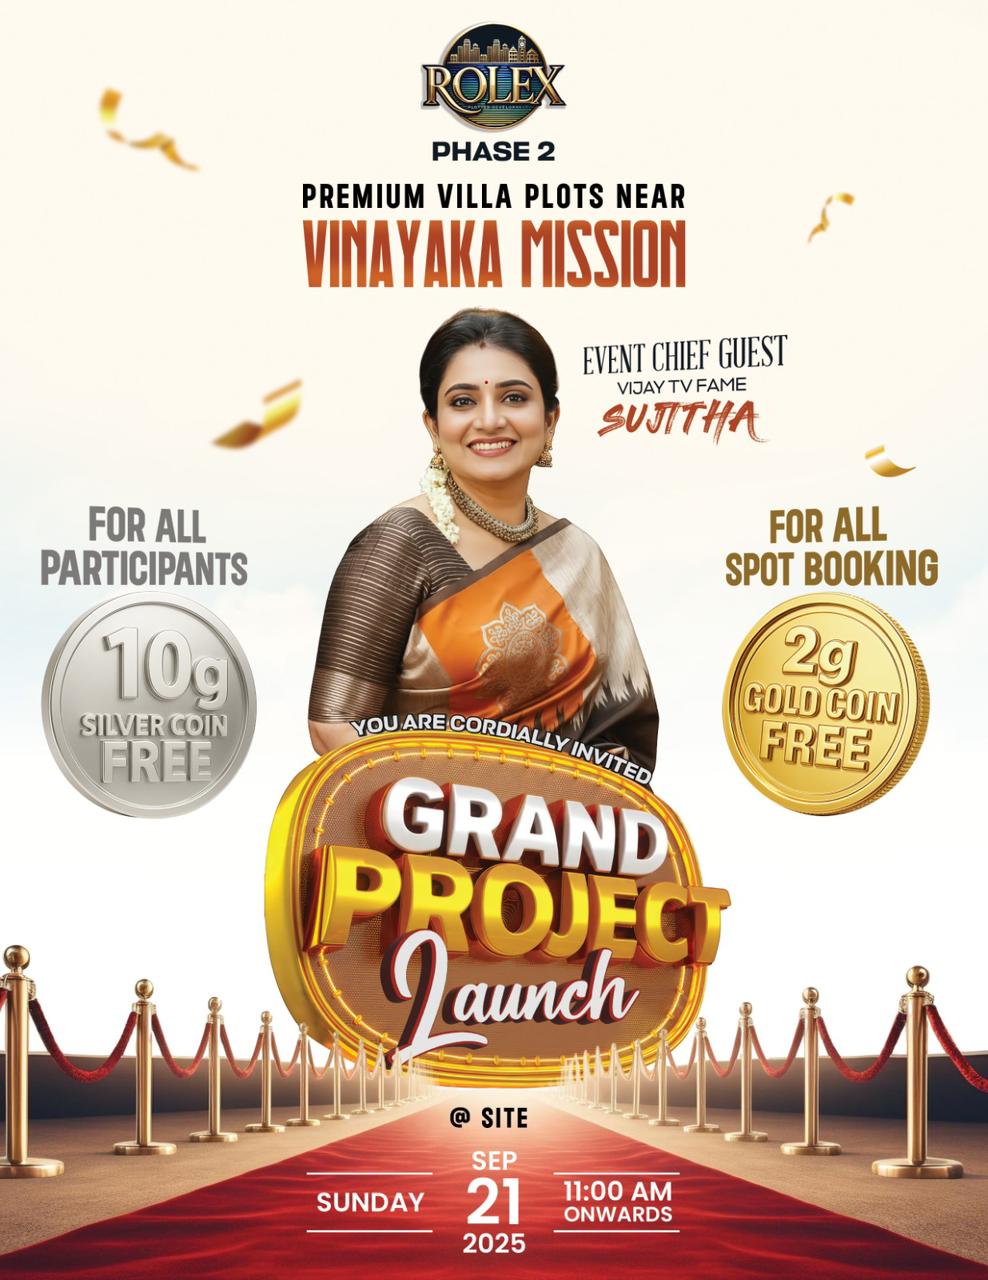 ROLEX
PLOTTED DEVELOPMENT
PHASE 2
PREMIUM VILLA PLOTS NEAR
VINAYAKA MISSION
EVENT CHIEF GUEST
VIJAY TV FAME
SUJITHA
FOR ALL
PARTICIPANTS
10g
SILVER COIN
FREE
FOR ALL
SPOT BOOKING
2g
GOLD COIN
FREE
YOU ARE CORDIALLY INVITED
GRAND
PROJECT
Launch
@ SITE
SUNDAY
SEP
21
2025
11:00 AM
ONWARDS